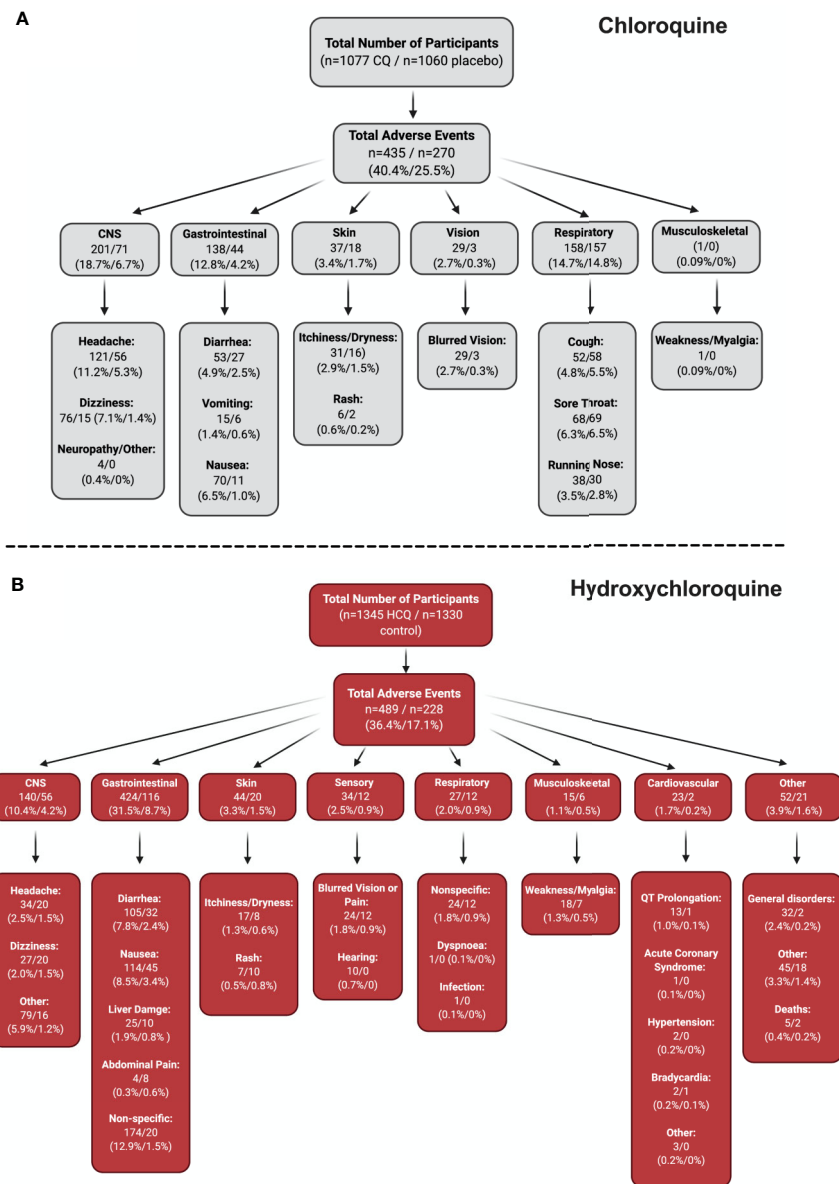 A
Chloroquine
Total Number of Participants
(n=1077 CQ / n=1060 placebo)
Total Adverse Events
n=435 / n=270
(40.4%/25.5%)
CNS
201/71
(18.7%/6.7%)
Gastrointestinal
138/44
(12.8%/4.2%)
Skin
37/18
(3.4%/1.7%)
Vision
29/3
(2.7%/0.3%)
Respiratory
158/157
(14.7%/14.8%)
Musculoskeletal
(1/0)
(0.09%/0%)
Headache:
121/56
(11.2%/5.3%)
Dizziness:
76/15 (7.1%/1.4%)
Neuropathy/Other:
4/0
(0.4%/0%)
Diarrhea:
53/27
(4.9%/2.5%)
Vomiting:
15/6
(1.4%/0.6%)
Nausea:
70/11
(6.5%/1.0%)
Itchiness/Dryness:
31/16)
(2.9%/1.5%)
Rash:
6/2
(0.6%/0.2%)
Blurred Vision:
29/3
(2.7%/0.3%)
Cough:
52/58
(4.8%/5.5%)
Sore Throat:
68/69
(6.3%/6.5%)
Running Nose:
38/30
(3.5%/2.8%)
Weakness/Myalgia:
1/0
(0.09%/0%)
B
Hydroxychloroquine
Total Number of Participants
(n=1345 HCQ / n=1330
control)
Total Adverse Events
n=489 / n=228
(36.4%/17.1%)
CNS
140/56
(10.4%/4.2%)
Gastrointestinal
424/116
(31.5%/8.7%)
Skin
44/20
(3.3%/1.5%)
Sensory
34/12
(2.5%/0.9%)
Respiratory
27/12
(2.0%/0.9%)
Musculoskeletal
15/6
(1.1%/0.5%)
Cardiovascular
23/2
(1.7%/0.2%)
Other
52/21
(3.9%/1.6%)
Headache:
34/20
(2.5%/1.5%)
Dizziness:
27/20
(2.0%/1.5%)
Other:
79/16
(5.9%/1.2%)
Diarrhea:
105/32
(7.8%/2.4%)
Nausea:
114/45
(8.5%/3.4%)
Liver Damge:
25/10
(1.9%/0.8% )
Abdominal Pain:
4/8
(0.3%/0.6%)
Non-specific:
174/20
(12.9%/1.5%)
Itchiness/Dryness:
17/8
(1.3%/0.6%)
Rash:
7/10
(0.5%/0.8%)
Blurred Vision or
Pain:
24/12
(1.8%/0.9%)
Hearing:
10/0
(0.7%/0)
Nonspecific:
24/12
(1.8%/0.9%)
Dyspnoea:
1/0 (0.1%/0%)
Infection:
1/0
(0.1%/0%)
Weakness/Myalgia:
18/7
(1.3%/0.5%)
QT Prolongation:
13/1
(1.0%/0.1%)
Acute Coronary
Syndrome:
1/0
(0.1%/0%)
Hypertension:
2/0
(0.2%/0%)
Bradycardia:
2/1
(0.2%/0.1%)
Other:
3/0
(0.2%/0%)
General disorders:
32/2
(2.4%/0.2%)
Other:
45/18
(3.3%/1.4%)
Deaths:
5/2
(0.4%/0.2%)